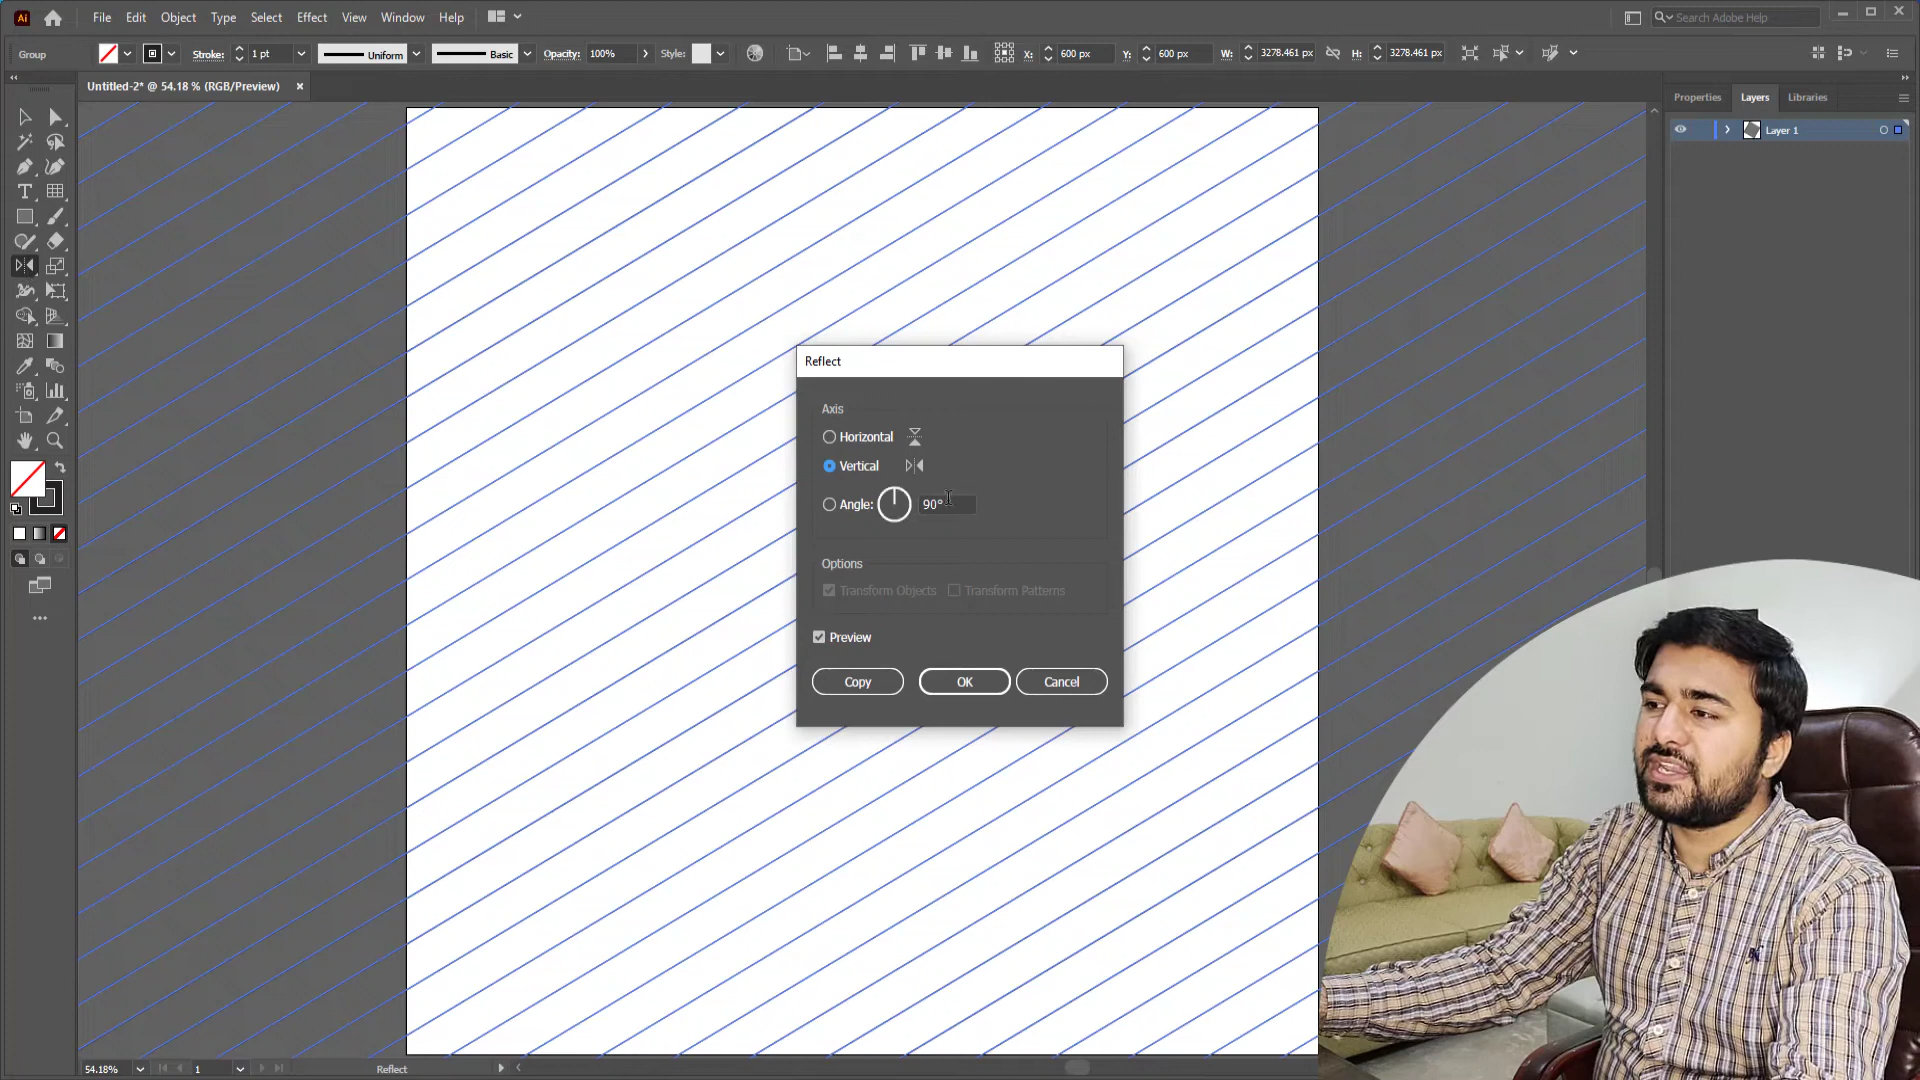 Ai File Edit Object Type Select Effect View Window Help Search Adobe Help
Group Stroke: 1 pt Uniform Basic Opacity: 100% Style: X: 600 px Y: 600 px W: 3278.461 px H: 3278.461 px
Untitled-2* @ 54.18 % (RGB/Preview) ×
Properties Layers Libraries
Layer 1
Reflect
Axis
Horizontal
Vertical
Angle: 90°
Options
Transform Objects Transform Patterns
Preview
Copy OK Cancel
54.18% 1 Reflect